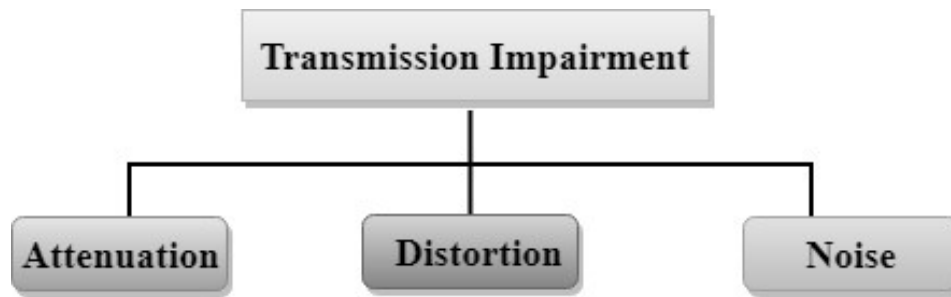 Transmission Impairment
Attenuation
Distortion
Noise